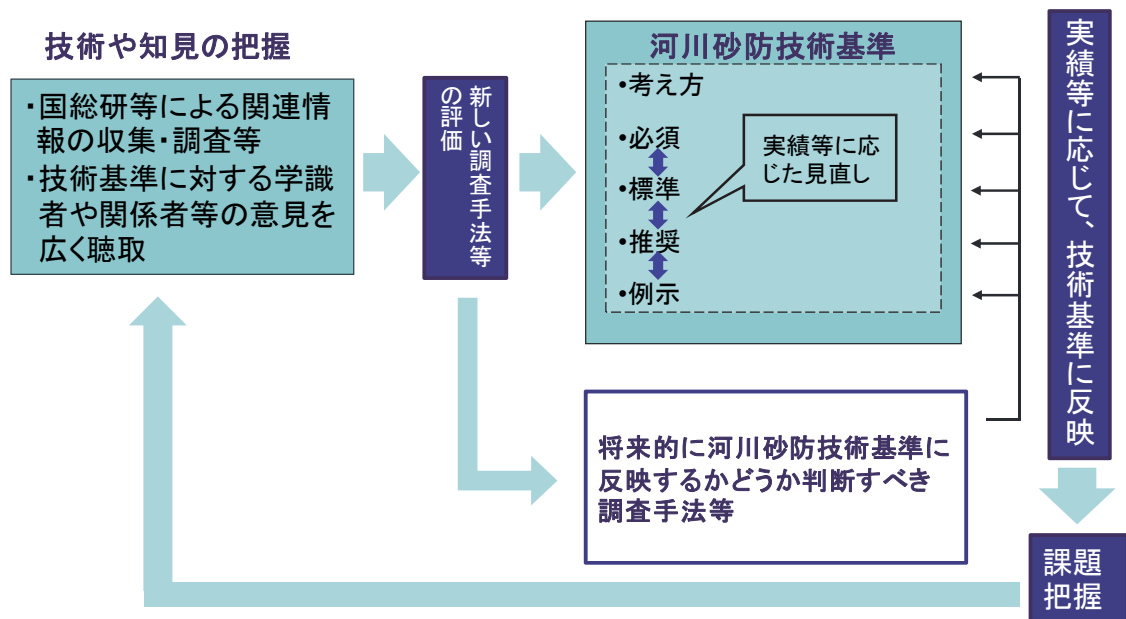 技術や知見の把握
・国総研等による関連情
報の収集・調査等
・技術基準に対する学識
者や関係者等の意見を
広く聴取
新しい調査手法等
の評価
河川砂防技術基準
•考え方
•必須
•標準
•推奨
•例示
実績等に応
じた見直し
将来的に河川砂防技術基準に
反映するかどうか判断すべき
調査手法等
実績等に応じて、技術基準に反映
課題
把握